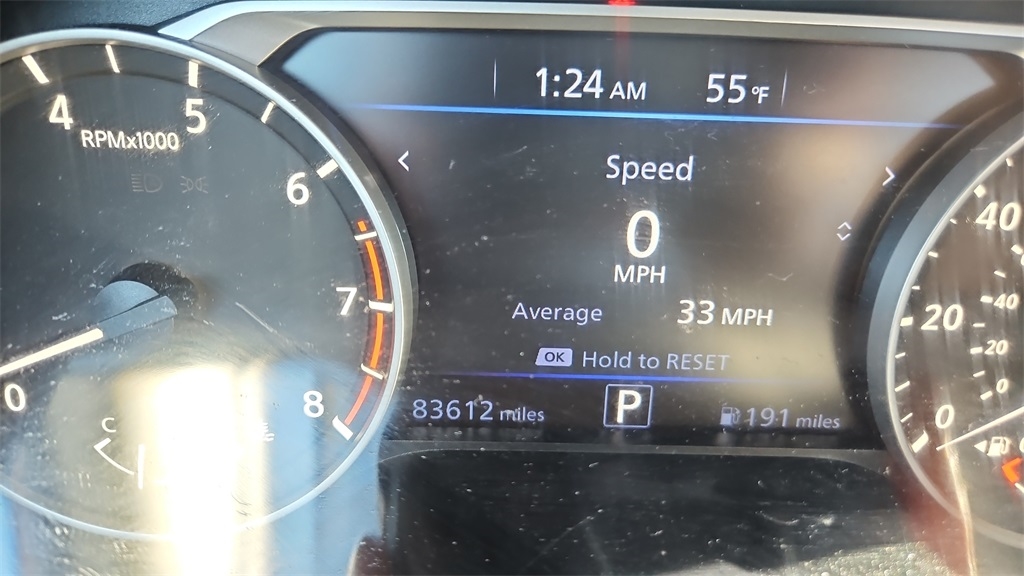 1:24 AM 55°F
4 5 6 7 8 0
RPMx1000
< Speed >
0
MPH
Average 33 MPH
OK Hold to RESET
83612 miles P 191 miles
C
40
20
0
40
20
0